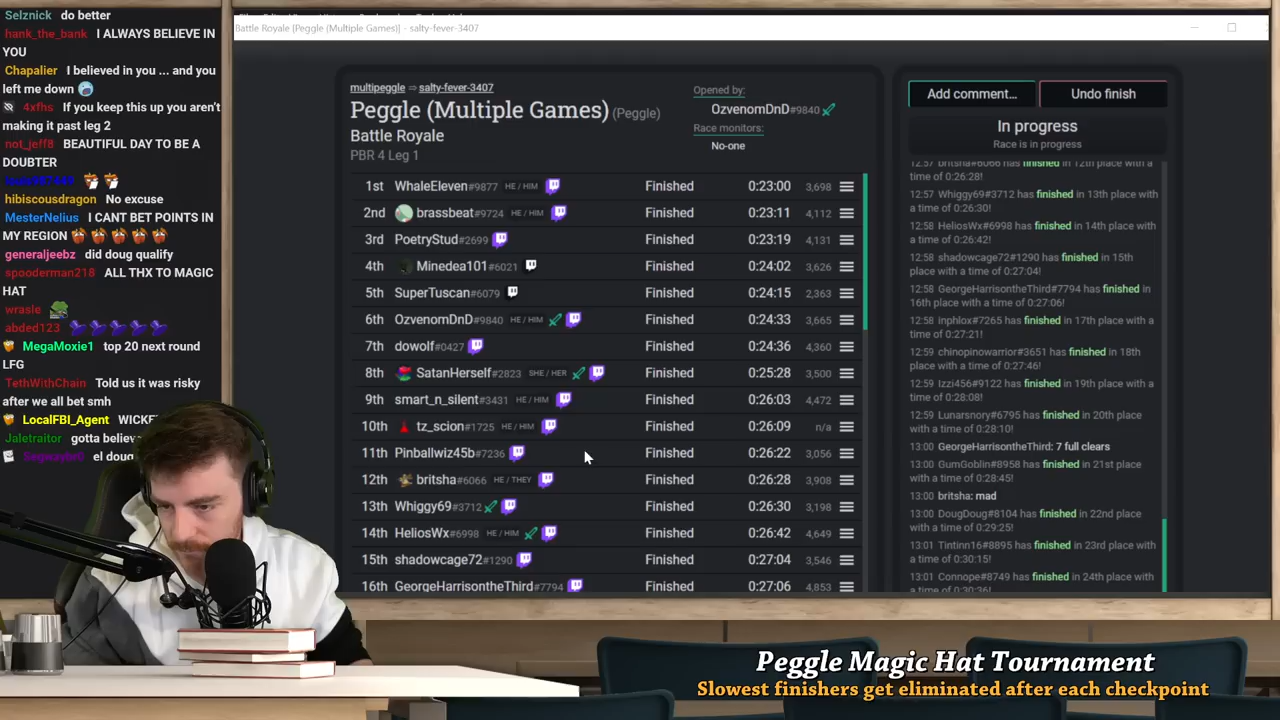 Selznick do better
hank_the_bank I ALWAYS BELIEVE IN
YOU
Chapalier I believed in you ... and you
left me down
4xfhs If you keep this up you aren't
making it past leg 2
not_jeff8 BEAUTIFUL DAY TO BE A
DOUBTER
hibiscousdragon No excuse
MesterNelius I CANT BET POINTS IN
MY REGION
generaljeebz did doug qualify
spooderman218 ALL THX TO MAGIC
HAT
wrasle
abded123
MegaMoxie1 top 20 next round
LFG
TethWithChain Told us it was risky
after we all bet smh
LocalFBI_Agent WICKE
Jaletraitor gotta believ
el doug
Battle Royale [Peggle (Multiple Games)] - salty-fever-3407
multipeggle ⇨ salty-fever-3407
Peggle (Multiple Games) (Peggle)
Battle Royale
PBR 4 Leg 1
Opened by:
OzvenomDnD#9840
Race monitors:
No-one
1st WhaleEleven#9877 HE / HIM Finished 0:23:00 3,698
2nd brassbeat#9724 HE / HIM Finished 0:23:11 4,112
3rd PoetryStud#2699 Finished 0:23:19 4,131
4th Minedea101#6021 Finished 0:24:02 3,626
5th SuperTuscan#6079 Finished 0:24:15 2,363
6th OzvenomDnD#9840 HE / HIM Finished 0:24:33 3,665
7th dowolf#0427 Finished 0:24:36 4,360
8th SatanHerself#2823 SHE / HER Finished 0:25:28 3,500
9th smart_n_silent#3431 HE / HIM Finished 0:26:03 4,472
10th tz_scion#1725 HE / HIM Finished 0:26:09 n/a
11th Pinballwiz45b#7236 Finished 0:26:22 3,056
12th britsha#6066 HE / THEY Finished 0:26:28 3,908
13th Whiggy69#3712 Finished 0:26:30 3,198
14th HeliosWx#6998 HE / HIM Finished 0:26:42 4,649
15th shadowcage72#1290 Finished 0:27:04 3,546
16th GeorgeHarrisontheThird#7794 Finished 0:27:06 4,853
Add comment... Undo finish
In progress
Race is in progress
12:57 britsha#6066 has finished in 12th place with a
time of 0:26:28!
12:57 Whiggy69#3712 has finished in 13th place with
a time of 0:26:30!
12:58 HeliosWx#6998 has finished in 14th place with
a time of 0:26:42!
12:58 shadowcage72#1290 has finished in 15th
place with a time of 0:27:04!
12:58 GeorgeHarrisontheThird#7794 has finished in
16th place with a time of 0:27:06!
12:58 inphlox#7265 has finished in 17th place with a
time of 0:27:21!
12:59 chinopinowarrior#3651 has finished in 18th
place with a time of 0:27:46!
12:59 Izzi456#9122 has finished in 19th place with a
time of 0:28:08!
12:59 Lunarsnory#6795 has finished in 20th place
with a time of 0:28:10!
13:00 GeorgeHarrisontheThird: 7 full clears
13:00 GumGoblin#8958 has finished in 21st place
with a time of 0:28:45!
13:00 britsha: mad
13:00 DougDoug#8104 has finished in 22nd place
with a time of 0:29:25!
13:01 Tintinn16#8895 has finished in 23rd place
with a time of 0:30:15!
13:01 Connope#8749 has finished in 24th place
with a time of 0:30:36!
Peggle Magic Hat Tournament
Slowest finishers get eliminated after each checkpoint